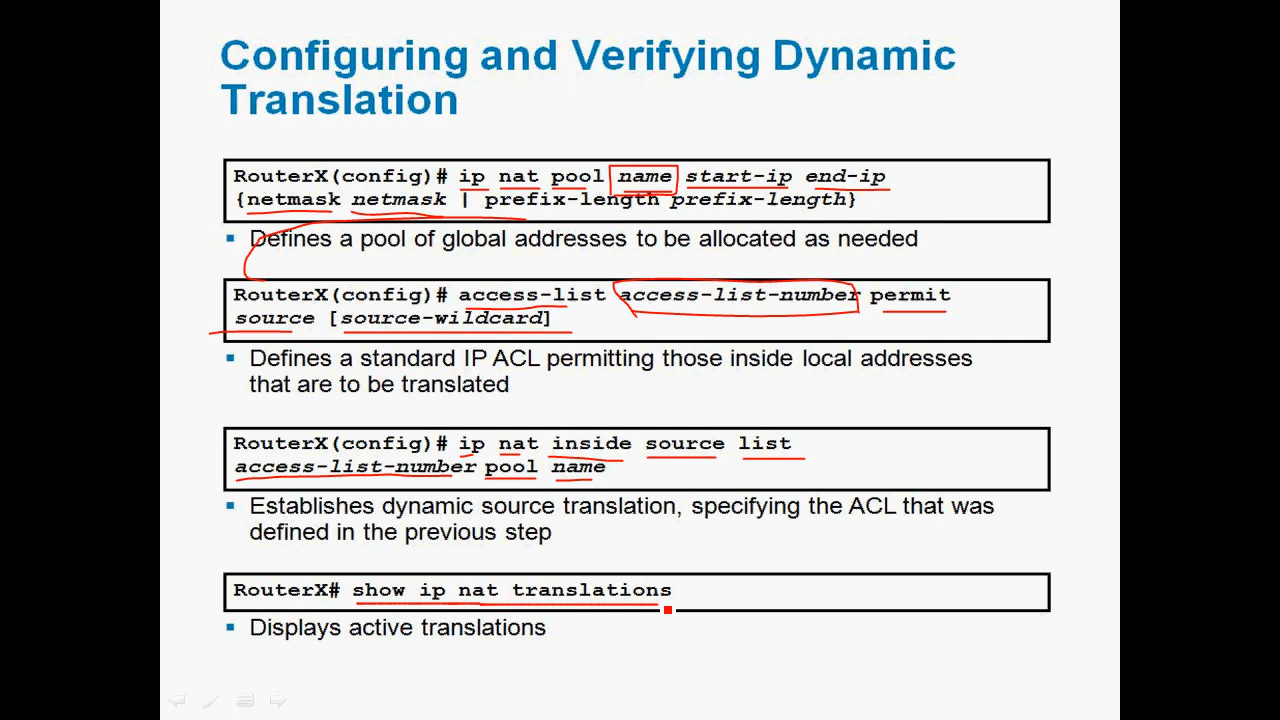 Configuring and Verifying Dynamic
Translation
RouterX(config)# ip nat pool name start-ip end-ip
{netmask netmask | prefix-length prefix-length}
▪ Defines a pool of global addresses to be allocated as needed
RouterX(config)# access-list access-list-number permit
source [source-wildcard]
▪ Defines a standard IP ACL permitting those inside local addresses
that are to be translated
RouterX(config)# ip nat inside source list
access-list-number pool name
▪ Establishes dynamic source translation, specifying the ACL that was
defined in the previous step
RouterX# show ip nat translations
▪ Displays active translations